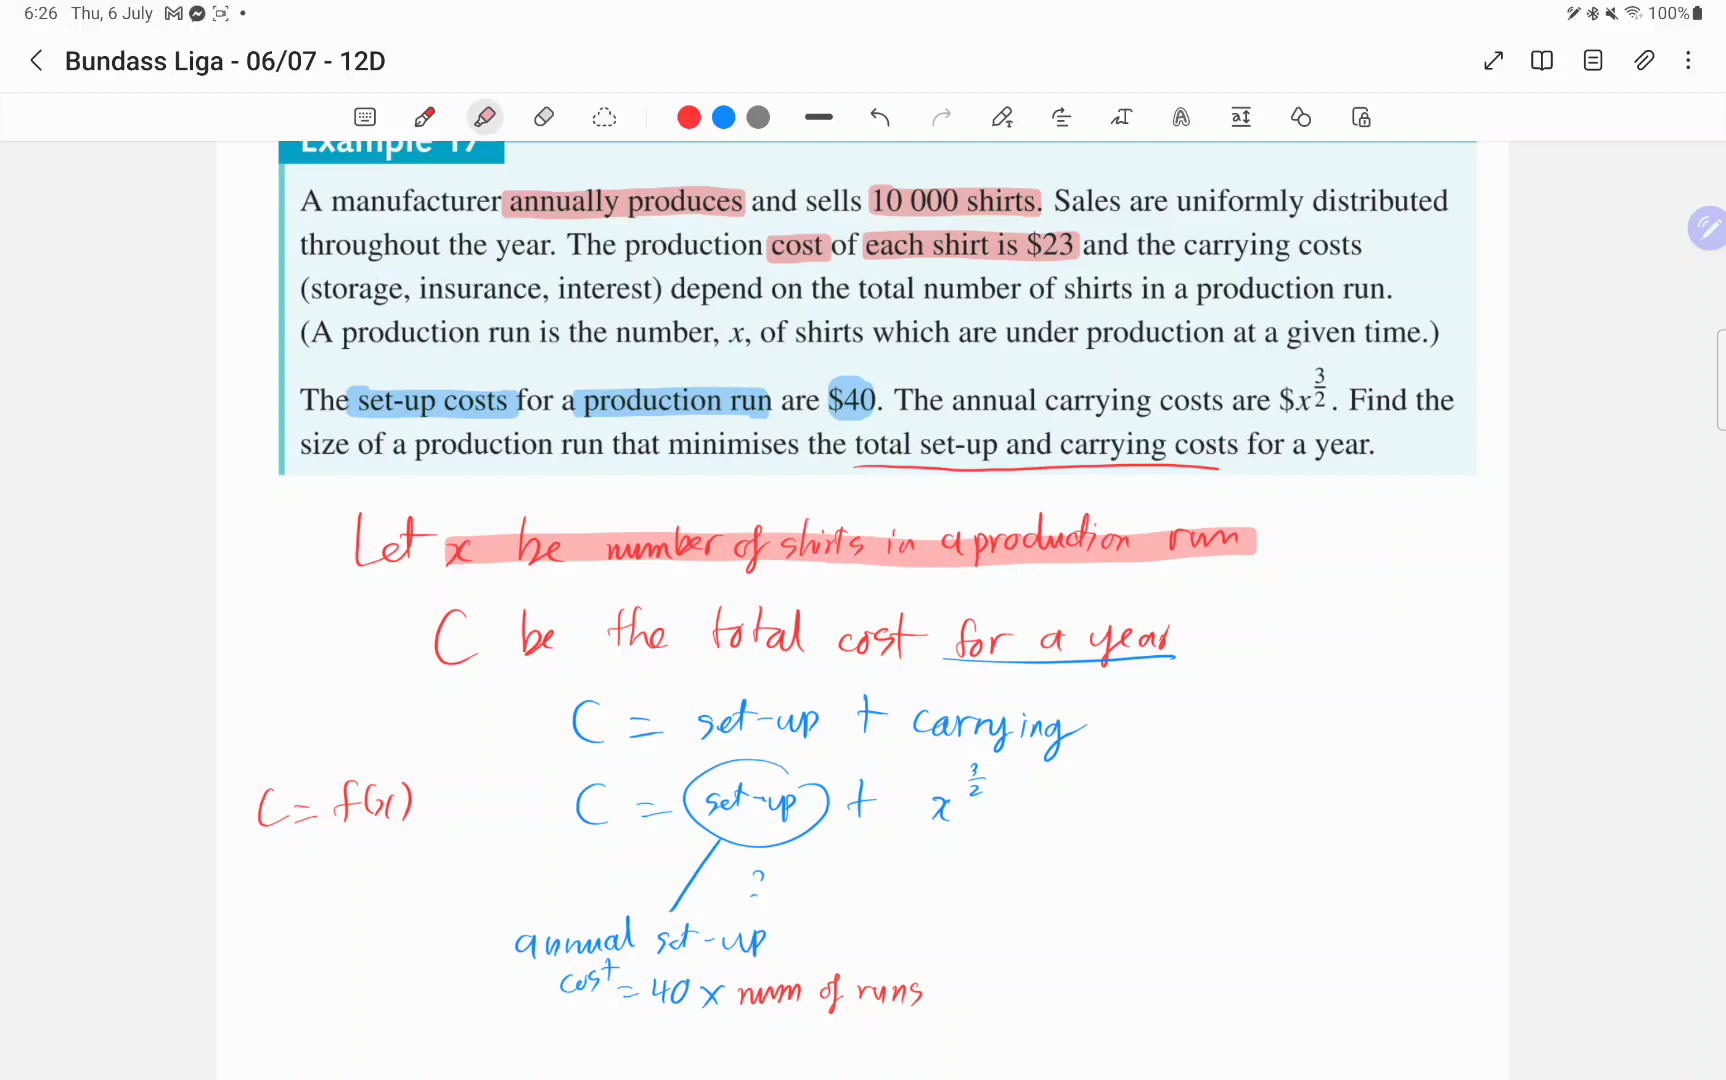 6:26 Thu, 6 July
100%
Bundass Liga - 06/07 - 12D
Example 17
A manufacturer annually produces and sells 10 000 shirts. Sales are uniformly distributed
throughout the year. The production cost of each shirt is $23 and the carrying costs
(storage, insurance, interest) depend on the total number of shirts in a production run.
(A production run is the number, x, of shirts which are under production at a given time.)
The set-up costs for a production run are $40. The annual carrying costs are $x^{3/2}. Find the
size of a production run that minimises the total set-up and carrying costs for a year.
Let x be number of shirts in a production run
C be the total cost for a year
C = set-up + carrying
C = f(x)
C = set-up + x^{3/2}
?
annual set-up
cost = 40 x num of runs